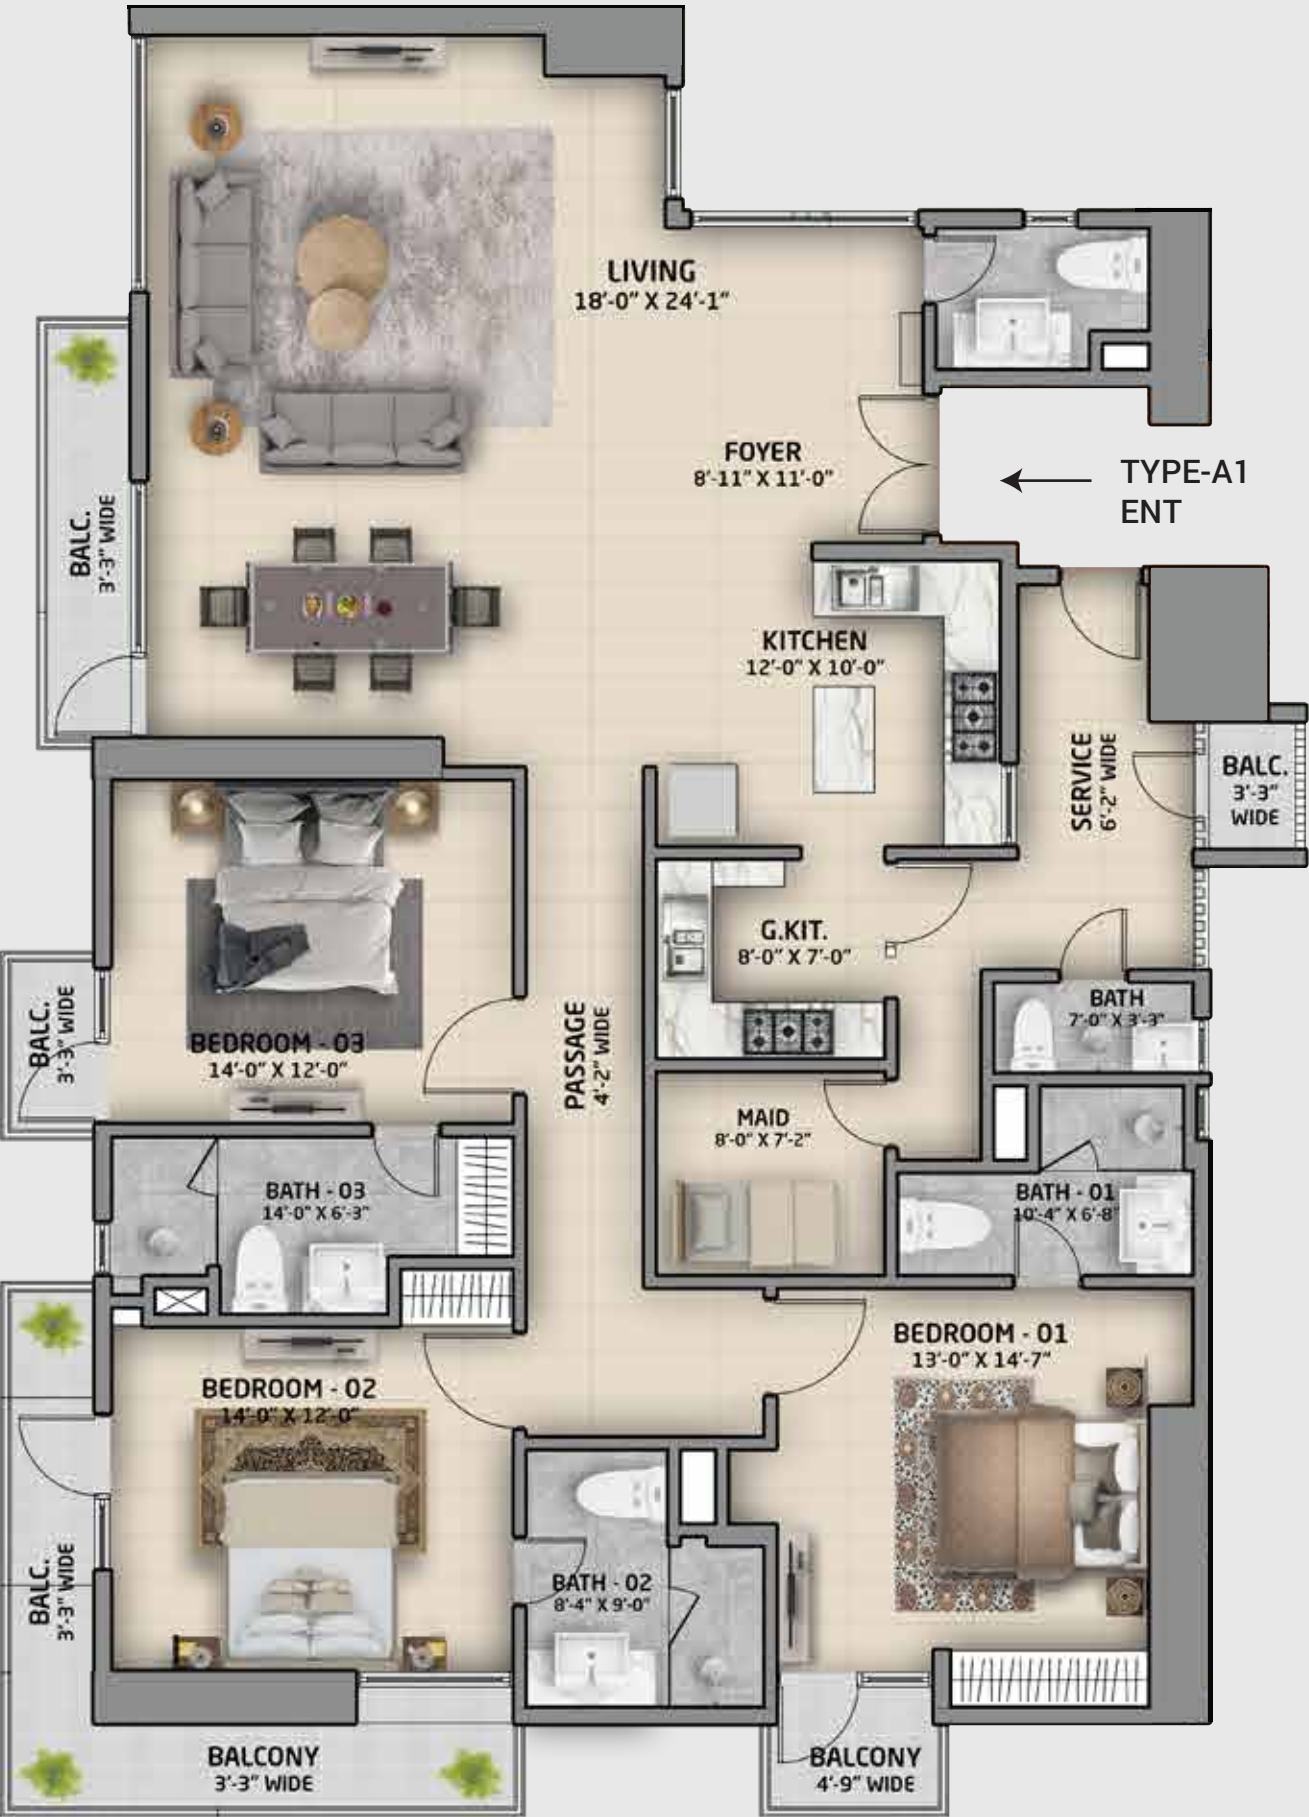 LIVING
18'-0" X 24'-1"
FOYER
8'-11" X 11'-0"
TYPE-A1
ENT
BALC.
3'-3" WIDE
KITCHEN
12'-0" X 10'-0"
SERVICE
6'-2" WIDE
BALC.
3'-3"
WIDE
G.KIT.
8'-0" X 7'-0"
BATH
7'-0" X 3'-3"
BALC.
3'-3" WIDE
BEDROOM - 03
14'-0" X 12'-0"
PASSAGE
4'-2" WIDE
MAID
8'-0" X 7'-2"
BATH - 03
14'-0" X 6'-3"
BATH - 01
10'-4" X 6'-8"
BEDROOM - 01
13'-0" X 14'-7"
BEDROOM - 02
14'-0" X 12'-0"
BALC.
3'-3" WIDE
BATH - 02
8'-4" X 9'-0"
BALCONY
3'-3" WIDE
BALCONY
4'-9" WIDE